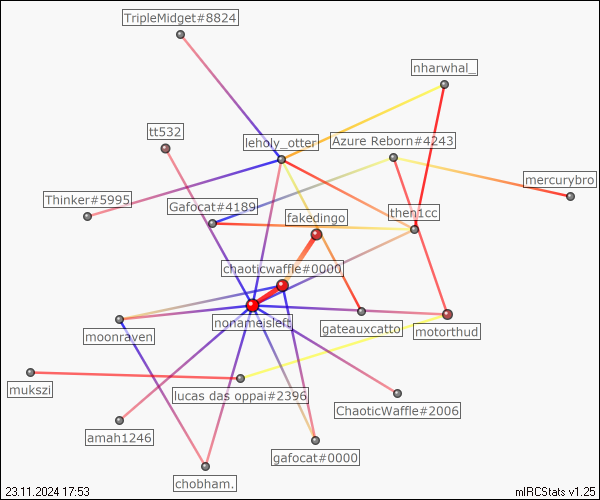 TripleMidget#8824
nharwhal_
tt532
leholy_otter
Azure Reborn#4243
mercurybro
Thinker#5995
Gafocat#4189
fakedingo
then1cc
chaoticwaffle#0000
nonameisleft
moonraven
gateauxcatto
motorthud
mukszi
lucas das oppai#2396
ChaoticWaffle#2006
amah1246
gafocat#0000
chobham.
23.11.2024 17:53
mIRCStats v1.25